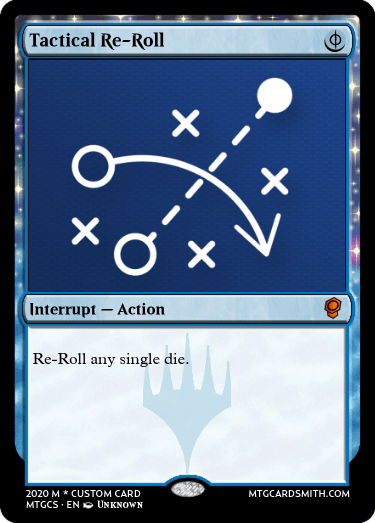 Tactical Re-Roll
Interrupt — Action
Re-Roll any single die.
2020 M * CUSTOM CARD
MTGCARDSMITH.COM
MTGCS · EN Unknown